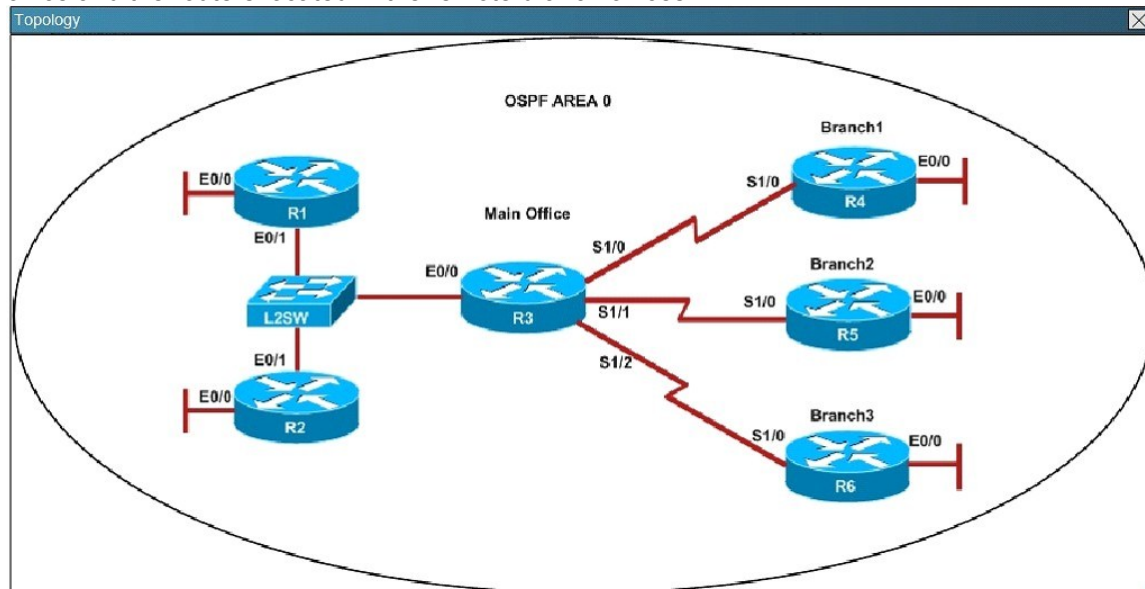 Topology
OSPF AREA 0
Branch1
E0/0
E0/0
S1/0
R1
R4
Main Office
E0/1
S1/0
E0/0
Branch2
S1/0
E0/0
L2SW
R3
S1/1
R5
E0/1
S1/2
E0/0
Branch3
R2
S1/0
E0/0
R6